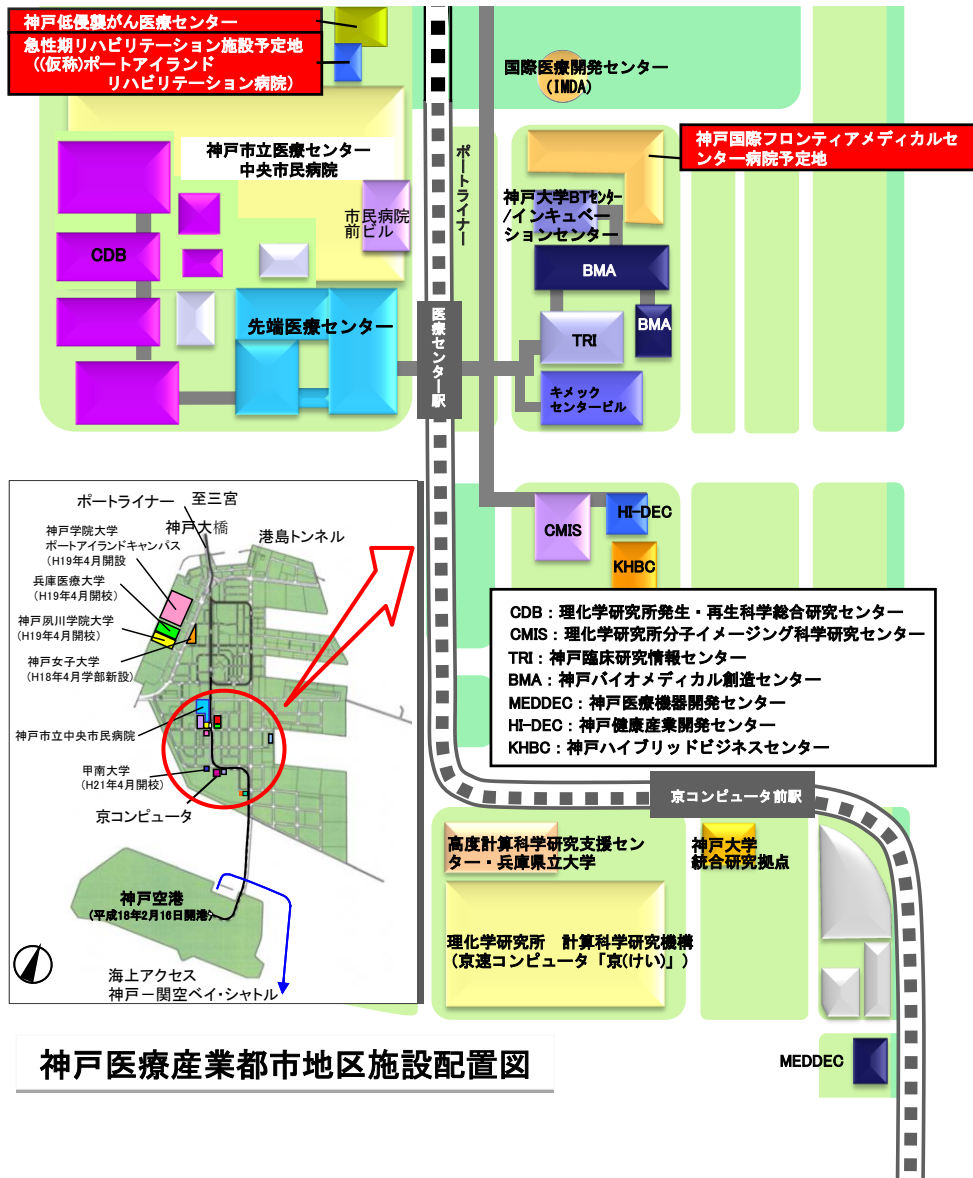 神戸低侵襲がん医療センター
急性期リハビリテーション施設予定地
((仮称)ポートアイランド
リハビリテーション病院)
国際医療開発センター
(IMDA)
神戸市立医療センター
中央市民病院
市民病院
前ビル
ポートライナー
神戸国際フロンティアメディカルセ
ンター病院予定地
神戸大学BTセンター
/インキュベー
ションセンター
CDB
BMA
BMA
TRI
先端医療センター
医療センター駅
キメック
センタービル
CMIS
HI-DEC
KHBC
ポートライナー
至三宮
神戸大橋
港島トンネル
神戸学院大学
ポートアイランドキャンパス
(H19年4月開設
兵庫医療大学
(H19年4月開校)
神戸夙川学院大学
(H19年4月開校)
神戸女子大学
(H18年4月学部新設)
神戸市立中央市民病院
甲南大学
(H21年4月開校)
京コンピュータ
神戸空港
(平成18年2月16日開港)
海上アクセス
神戸－関空ベイ・シャトル
CDB：理化学研究所発生・再生科学総合研究センター
CMIS：理化学研究所分子イメージング科学研究センター
TRI：神戸臨床研究情報センター
BMA：神戸バイオメディカル創造センター
MEDDEC：神戸医療機器開発センター
HI-DEC：神戸健康産業開発センター
KHBC：神戸ハイブリッドビジネスセンター
京コンピュータ前駅
高度計算科学研究支援セン
ター・兵庫県立大学
神戸大学
統合研究拠点
理化学研究所　計算科学研究機構
(京速コンピュータ「京(けい)」)
MEDDEC
神戸医療産業都市地区施設配置図